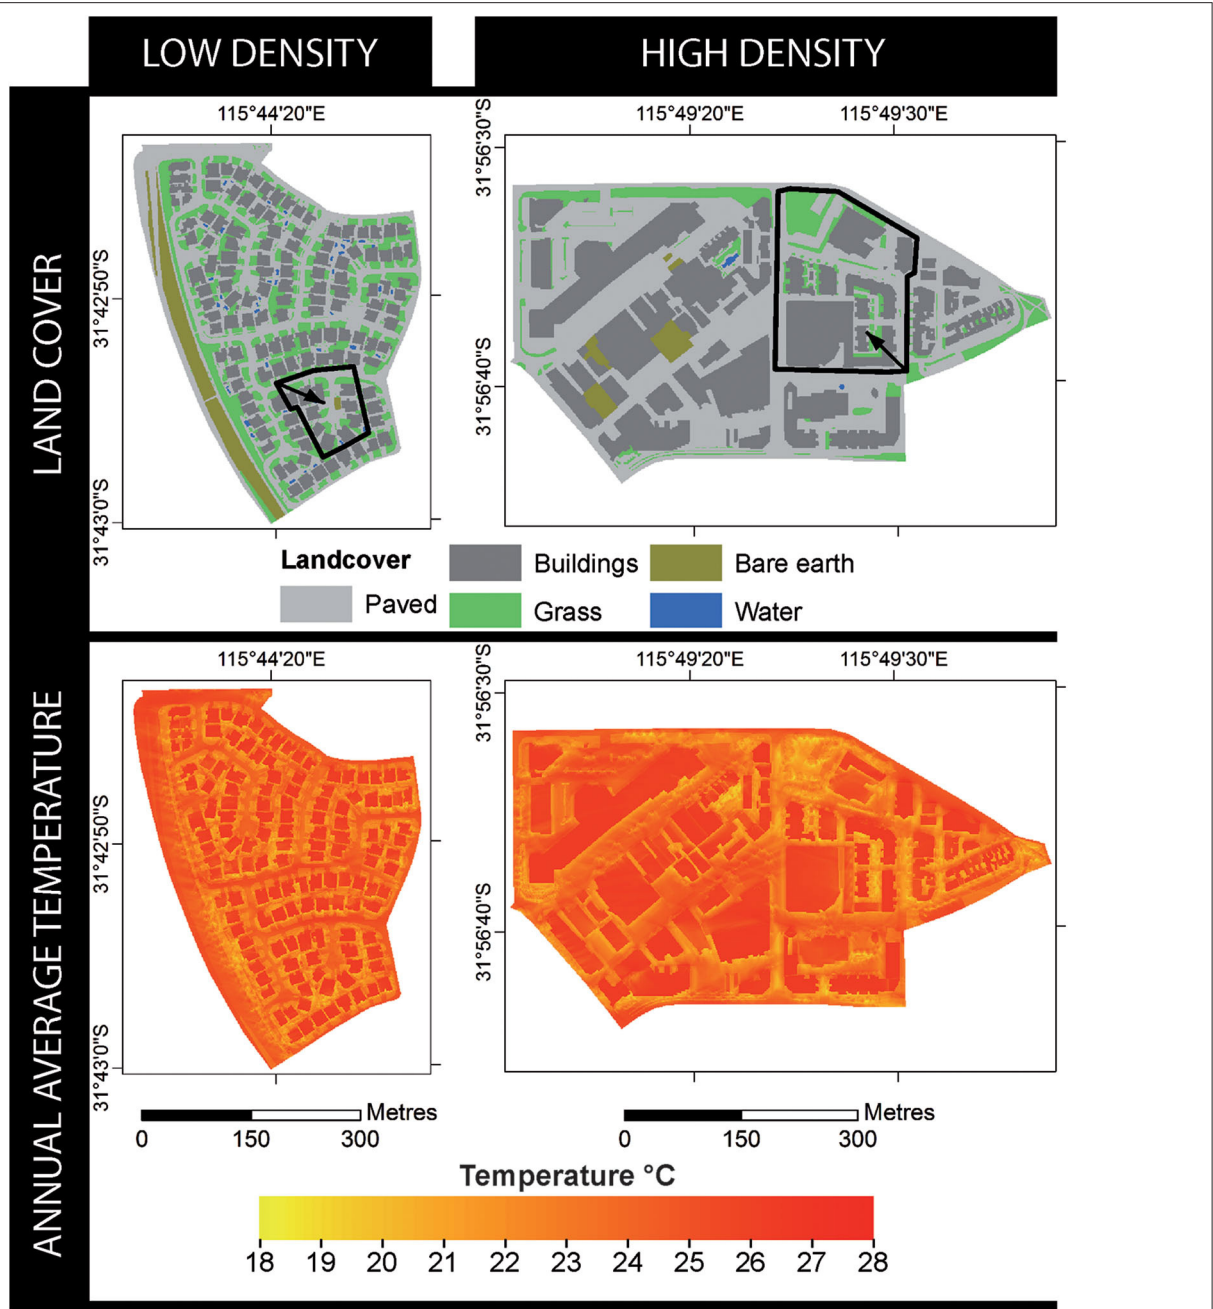 LOW DENSITY
HIGH DENSITY
LAND COVER
115°44'20"E
31°42'50"S
31°43'0"S
115°49'20"E 115°49'30"E
31°56'30"S
31°56'40"S
Landcover
Buildings
Bare earth
Paved
Grass
Water
ANNUAL AVERAGE TEMPERATURE
115°44'20"E
31°42'50"S
31°43'0"S
115°49'20"E 115°49'30"E
31°56'30"S
31°56'40"S
Metres
0 150 300
Metres
0 150 300
Temperature °C
18 19 20 21 22 23 24 25 26 27 28